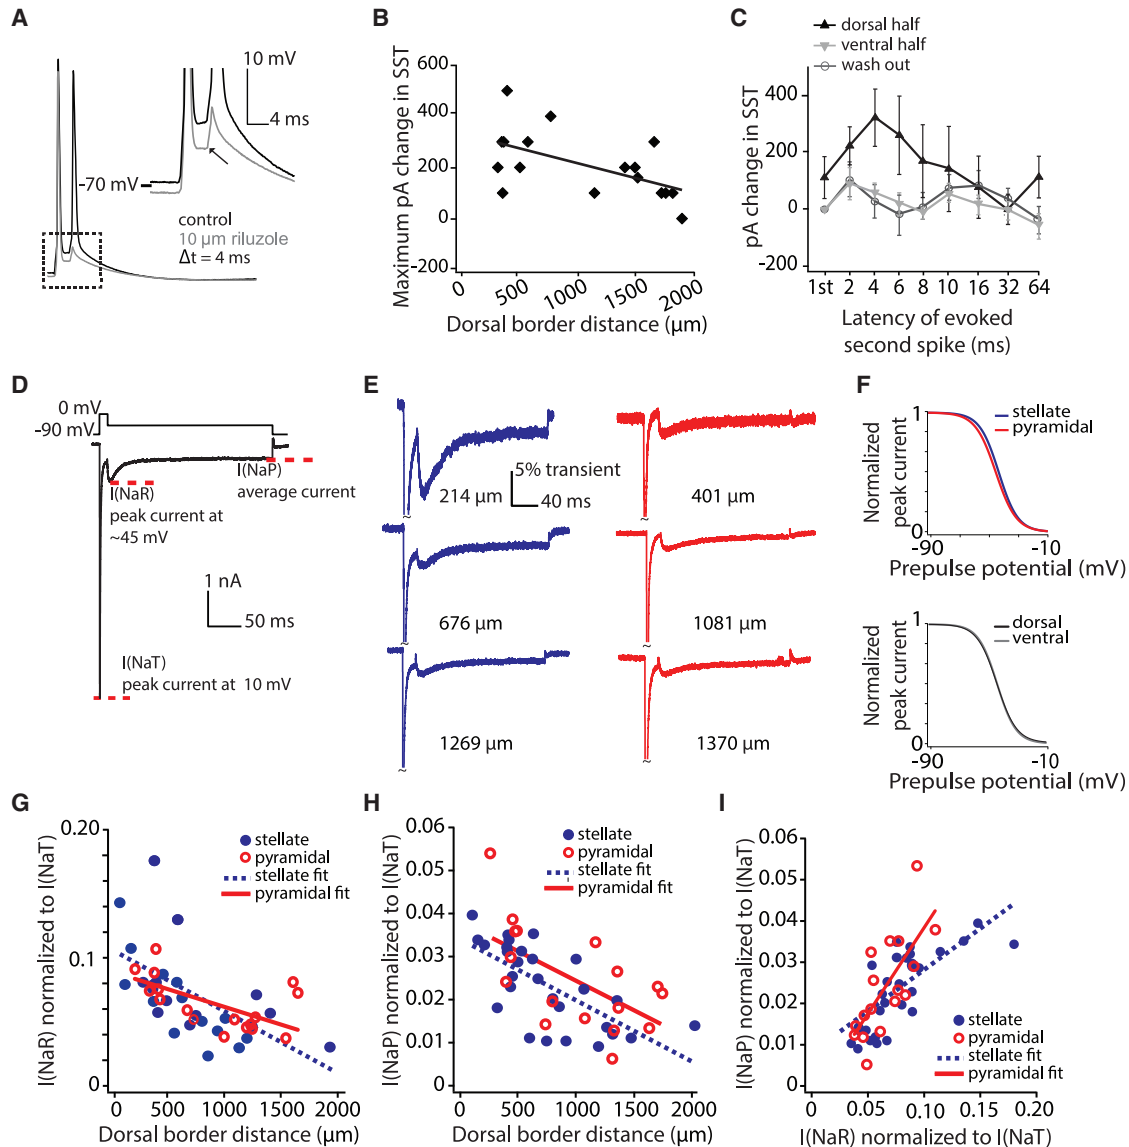 A
10 mV
4 ms
-70 mV
control
10 µm riluzole
Δt = 4 ms
B
Maximum pA change in SST
600
400
200
0
-200
0
500
1000
1500
2000
Dorsal border distance (µm)
C
dorsal half
ventral half
wash out
pA change in SST
400
200
0
-200
1st
2
4
6
8
10
16
32
64
Latency of evoked
second spike (ms)
D
0 mV
-90 mV
I(NaR)
peak current at
~45 mV
I(NaP)
average current
1 nA
50 ms
I(NaT)
peak current at 10 mV
E
214 µm
5% transient
40 ms
401 µm
676 µm
1081 µm
1269 µm
~
1370 µm
~
F
Normalized
peak current
1
0
stellate
pyramidal
-90
-10
Prepulse potential (mV)
Normalized
peak current
1
0
dorsal
ventral
-90
-10
Prepulse potential (mV)
G
I(NaR) normalized to I(NaT)
0.20
0.1
0
stellate
pyramidal
stellate fit
pyramidal fit
0
500
1000
1500
2000
Dorsal border distance (µm)
H
I(NaP) normalized to I(NaT)
0.06
0.05
0.04
0.03
0.02
0.01
0
stellate
pyramidal
stellate fit
pyramidal fit
0
500
1000
1500
2000
Dorsal border distance (µm)
I
I(NaP) normalized to I(NaT)
0.06
0.05
0.04
0.03
0.02
0.01
0
stellate
pyramidal
stellate fit
pyramidal fit
0
0.05
0.10
0.15
0.20
I(NaR) normalized to I(NaT)